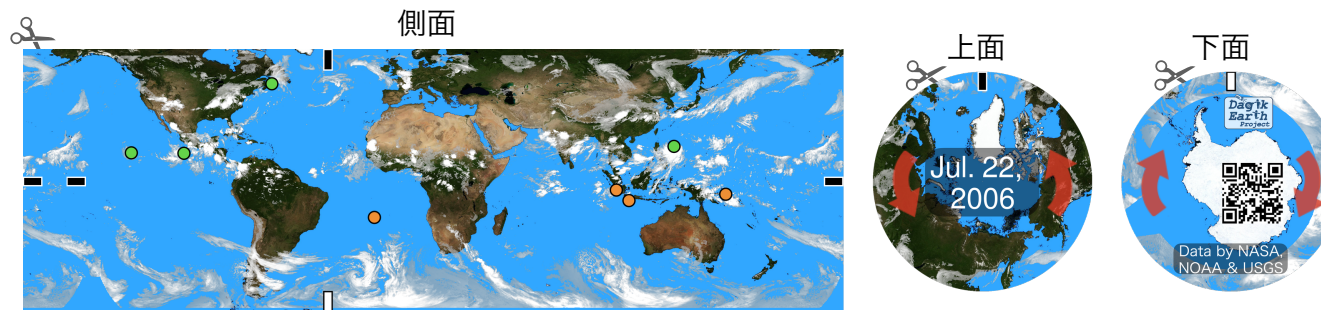 側面
上面
下面
Jul. 22,
2006
Dagik
Earth
Project
Data by NASA,
NOAA & USGS